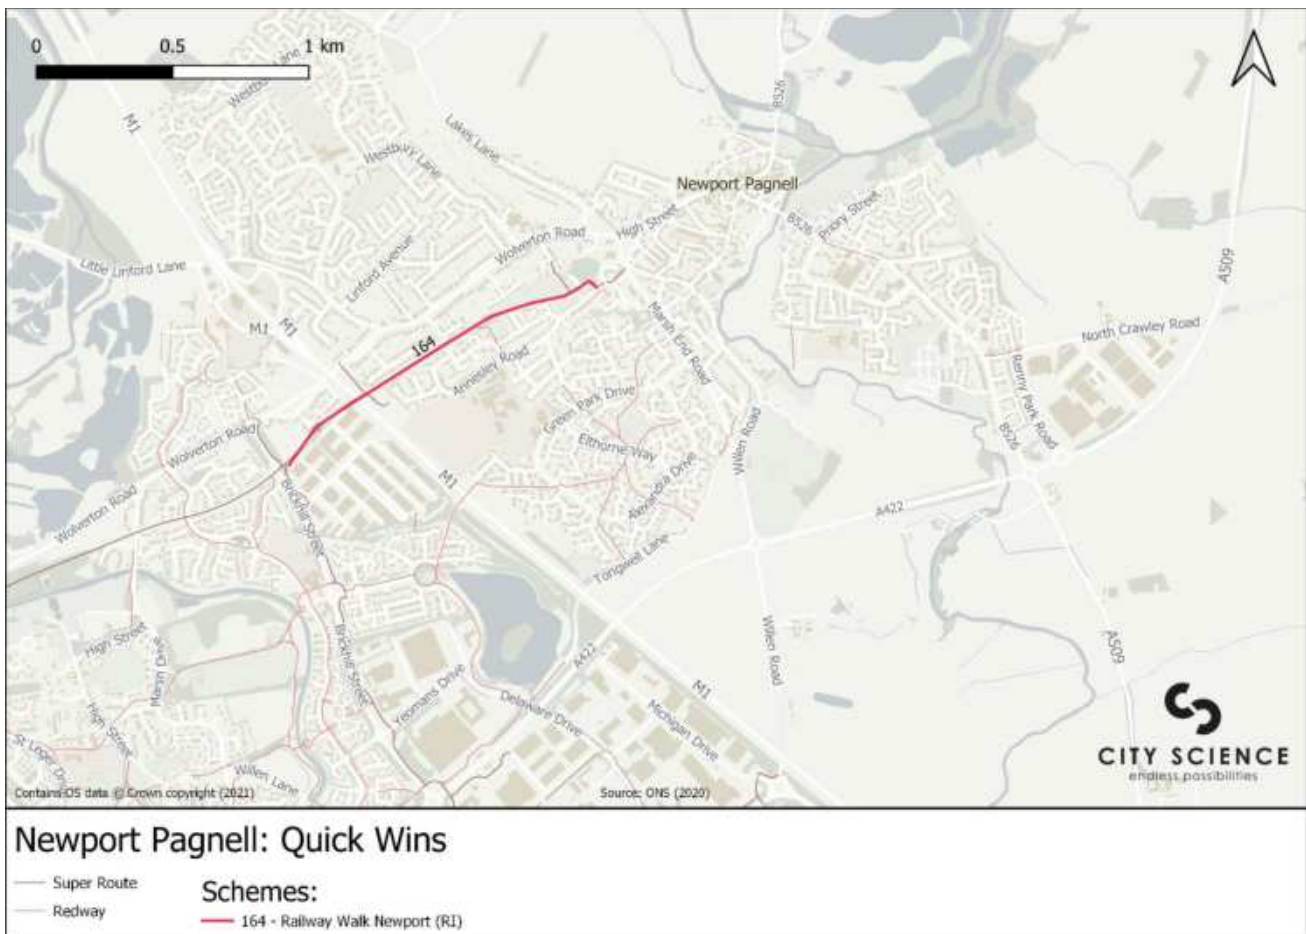 0 0.5 1 km
Westbury Lane
B526
M1
Lakes Lane
Westbury Lane
Newport Pagnell
High Street
B526
Priory Street
Wolverton Road
Linford Avenue
Little Linford Lane
A509
M1
M1
Marsh End Road
North Crawley Road
164
Annesley Road
Renny Park Road
Green Park Drive
Willen Road
Wolverton Road
Elthorne Way
B526
M1
Alexandra Drive
Wolverton Road
Brickhill Street
A422
Tongwell Lane
High Street
Marsh Drive
Brickhill Street
Willen Road
A509
A422
Yeomans Drive
M1
Delaware Drive
Michigan Drive
High Street
St Leger Drive
Willen Lane
CITY SCIENCE
endless possibilities
Contains OS data © Crown copyright (2021)
Source: ONS (2020)
Newport Pagnell: Quick Wins
Super Route
Redway
Schemes:
164 - Railway Walk Newport (RI)